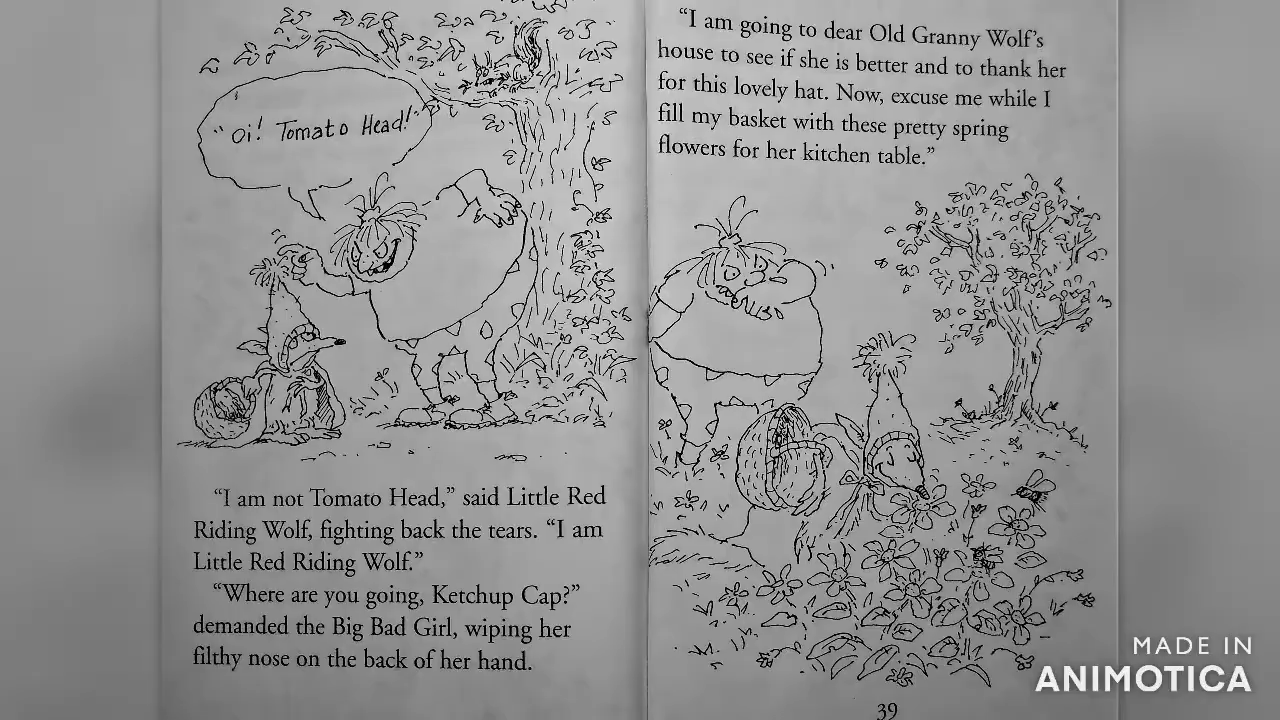 "Oi! Tomato Head!"
"I am not Tomato Head," said Little Red
Riding Wolf, fighting back the tears. "I am
Little Red Riding Wolf."
"Where are you going, Ketchup Cap?"
demanded the Big Bad Girl, wiping her
filthy nose on the back of her hand.
"I am going to dear Old Granny Wolf's
house to see if she is better and to thank her
for this lovely hat. Now, excuse me while I
fill my basket with these pretty spring
flowers for her kitchen table."
39
MADE IN
ANIMOTICA